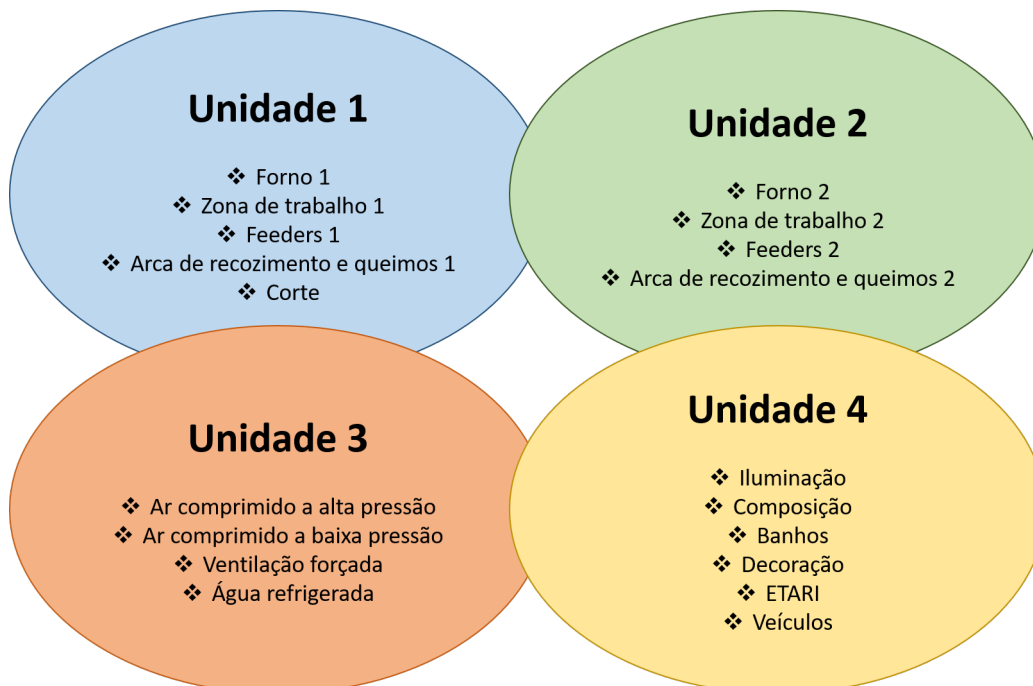 Unidade 1
❖ Forno 1
❖ Zona de trabalho 1
❖ Feeders 1
❖ Arca de recozimento e queimos 1
❖ Corte
Unidade 2
❖ Forno 2
❖ Zona de trabalho 2
❖ Feeders 2
❖ Arca de recozimento e queimos 2
Unidade 3
❖ Ar comprimido a alta pressão
❖ Ar comprimido a baixa pressão
❖ Ventilação forçada
❖ Água refrigerada
Unidade 4
❖ Iluminação
❖ Composição
❖ Banhos
❖ Decoração
❖ ETARI
❖ Veículos